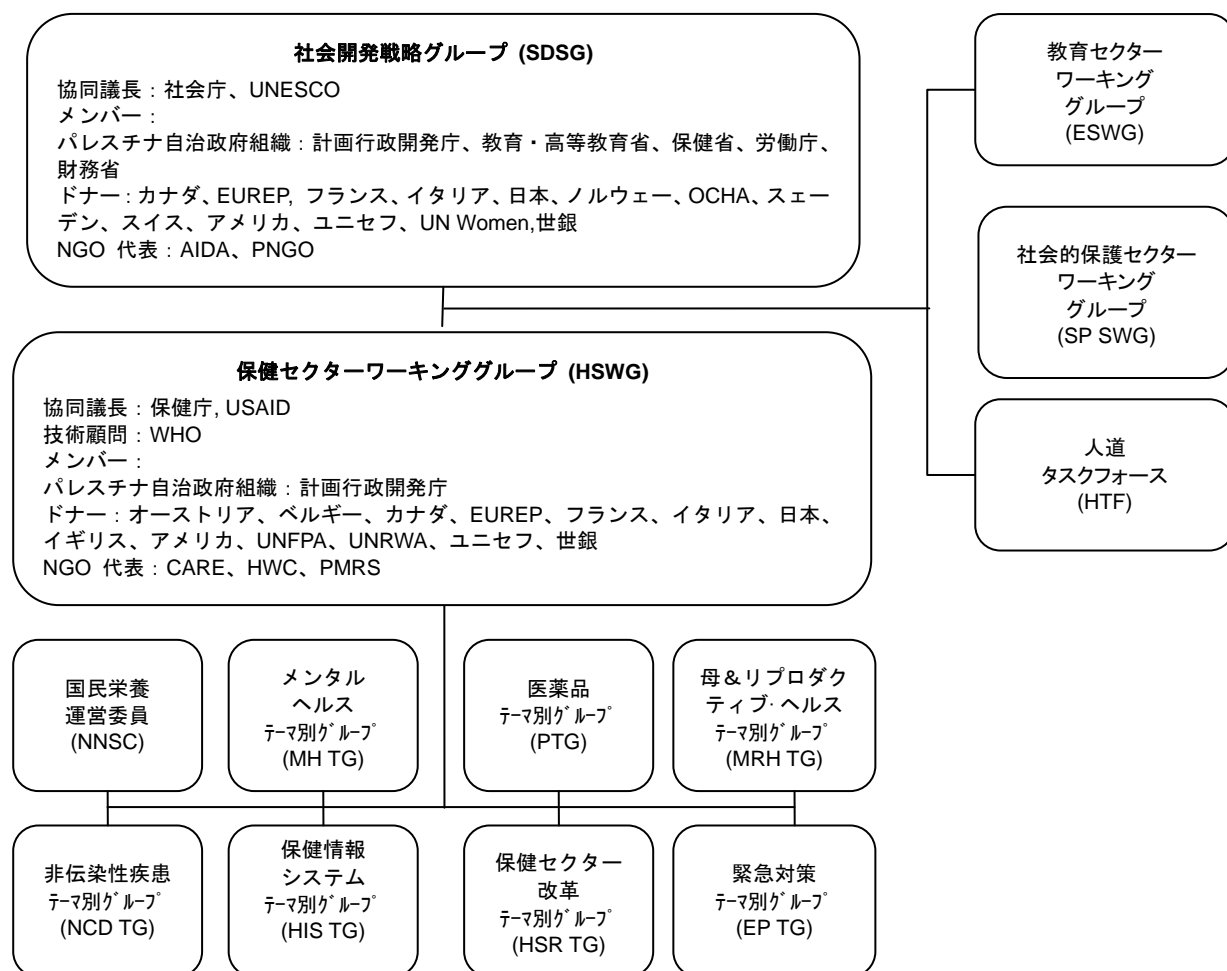 社会開発戦略グループ (SDSG)
協同議長：社会庁、UNESCO
メンバー：
パレスチナ自治政府組織：計画行政開発庁、教育・高等教育省、保健省、労働庁、
財務省
ドナー：カナダ、EUREP, フランス、イタリア、日本、ノルウェー、OCHA、スェー
デン、スイス、アメリカ、ユニセフ、UN Women,世銀
NGO 代表：AIDA、PNGO
教育セクター
ワーキング
グループ
(ESWG)
社会的保護セクター
ワーキング
グループ
(SP SWG)
人道
タスクフォース
(HTF)
保健セクターワーキンググループ (HSWG)
協同議長：保健庁, USAID
技術顧問：WHO
メンバー：
パレスチナ自治政府組織：計画行政開発庁
ドナー：オーストリア、ベルギー、カナダ、EUREP、フランス、イタリア、日本、
イギリス、アメリカ、UNFPA、UNRWA、ユニセフ、世銀
NGO 代表：CARE、HWC、PMRS
国民栄養
運営委員
(NNSC)
メンタル
ヘルス
ﾃｰﾏ別ｸﾞﾙｰﾌﾟ
(MH TG)
医薬品
ﾃｰﾏ別ｸﾞﾙｰﾌﾟ
(PTG)
母＆リプロダク
ティブ･ヘルス
ﾃｰﾏ別ｸﾞﾙｰﾌﾟ
(MRH TG)
非伝染性疾患
ﾃｰﾏ別ｸﾞﾙｰﾌﾟ
(NCD TG)
保健情報
システム
ﾃｰﾏ別ｸﾞﾙｰﾌﾟ
(HIS TG)
保健セクター
改革
ﾃｰﾏ別ｸﾞﾙｰﾌﾟ
(HSR TG)
緊急対策
ﾃｰﾏ別ｸﾞﾙｰﾌﾟ
(EP TG)